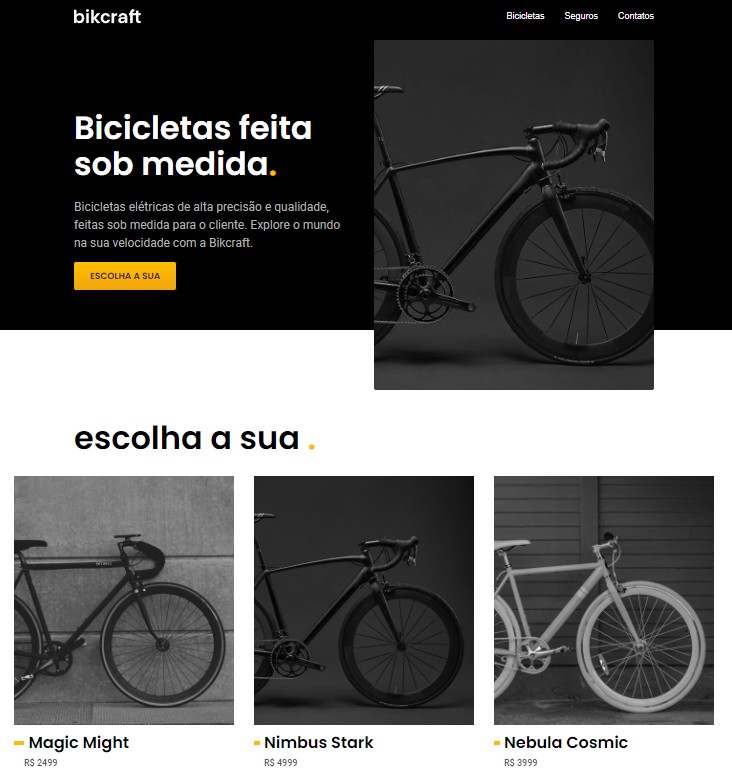 bikcraft
Bicicletas Seguros Contatos
Bicicletas feita
sob medida.
Bicicletas elétricas de alta precisão e qualidade,
feitas sob medida para o cliente. Explore o mundo
na sua velocidade com a Bikcraft.
ESCOLHA A SUA
escolha a sua .
Magic Might
R$ 2499
Nimbus Stark
R$ 4999
Nebula Cosmic
R$ 3999